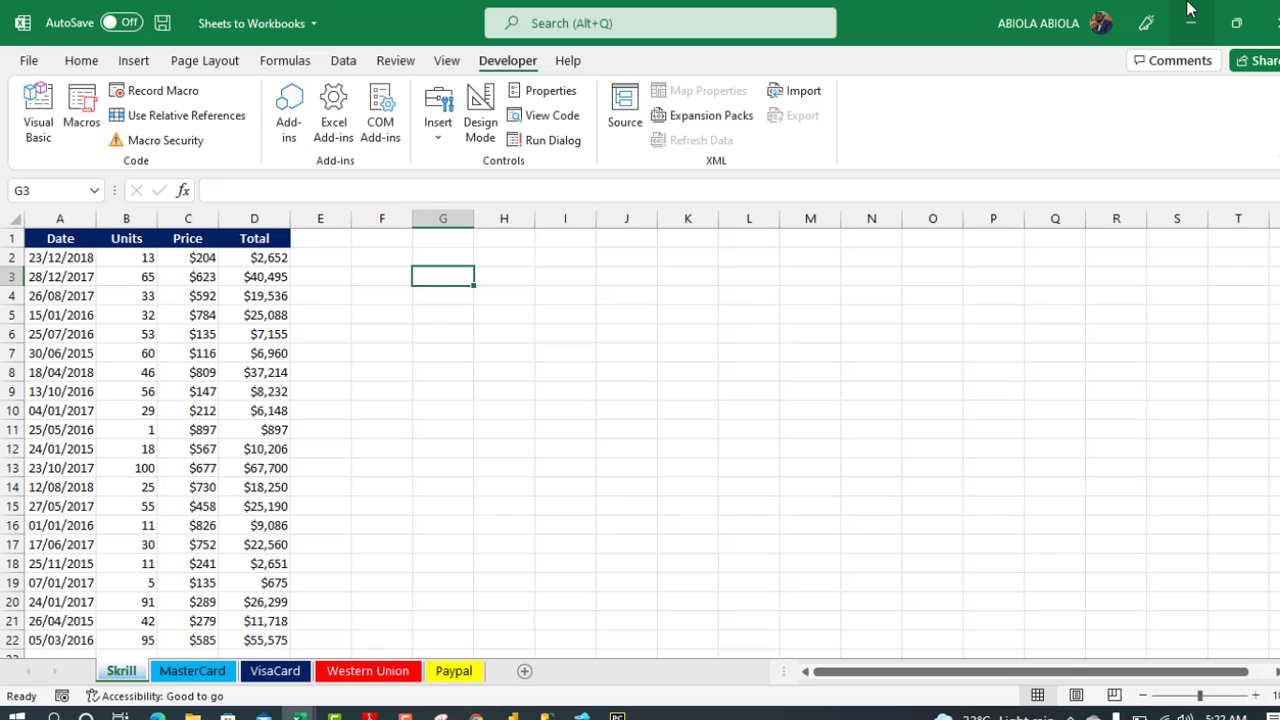 AutoSave Off Sheets to Workbooks Search (Alt+Q) ABIOLA ABIOLA
File Home Insert Page Layout Formulas Data Review View Developer Help Comments Shar
Visual Basic
Macros
Record Macro
Use Relative References
Macro Security
Code
Add-ins
Excel Add-ins
COM Add-ins
Add-ins
Insert
Design Mode
Properties
View Code
Run Dialog
Controls
Source
Map Properties
Expansion Packs
Refresh Data
Import
Export
XML
G3 fx
A B C D E F G H I J K L M N O P Q R S T
1 Date Units Price Total
2 23/12/2018 13 $204 $2,652
3 28/12/2017 65 $623 $40,495
4 26/08/2017 33 $592 $19,536
5 15/01/2016 32 $784 $25,088
6 25/07/2016 53 $135 $7,155
7 30/06/2015 60 $116 $6,960
8 18/04/2018 46 $809 $37,214
9 13/10/2016 56 $147 $8,232
10 04/01/2017 29 $212 $6,148
11 25/05/2016 1 $897 $897
12 24/01/2015 18 $567 $10,206
13 23/10/2017 100 $677 $67,700
14 12/08/2018 25 $730 $18,250
15 27/05/2017 55 $458 $25,190
16 01/01/2016 11 $826 $9,086
17 17/06/2017 30 $752 $22,560
18 25/11/2015 11 $241 $2,651
19 07/01/2017 5 $135 $675
20 24/01/2017 91 $289 $26,299
21 26/04/2015 42 $279 $11,718
22 05/03/2016 95 $585 $55,575
Skrill MasterCard VisaCard Western Union Paypal
Ready Accessibility: Good to go 10
Light rain 5:22 AM